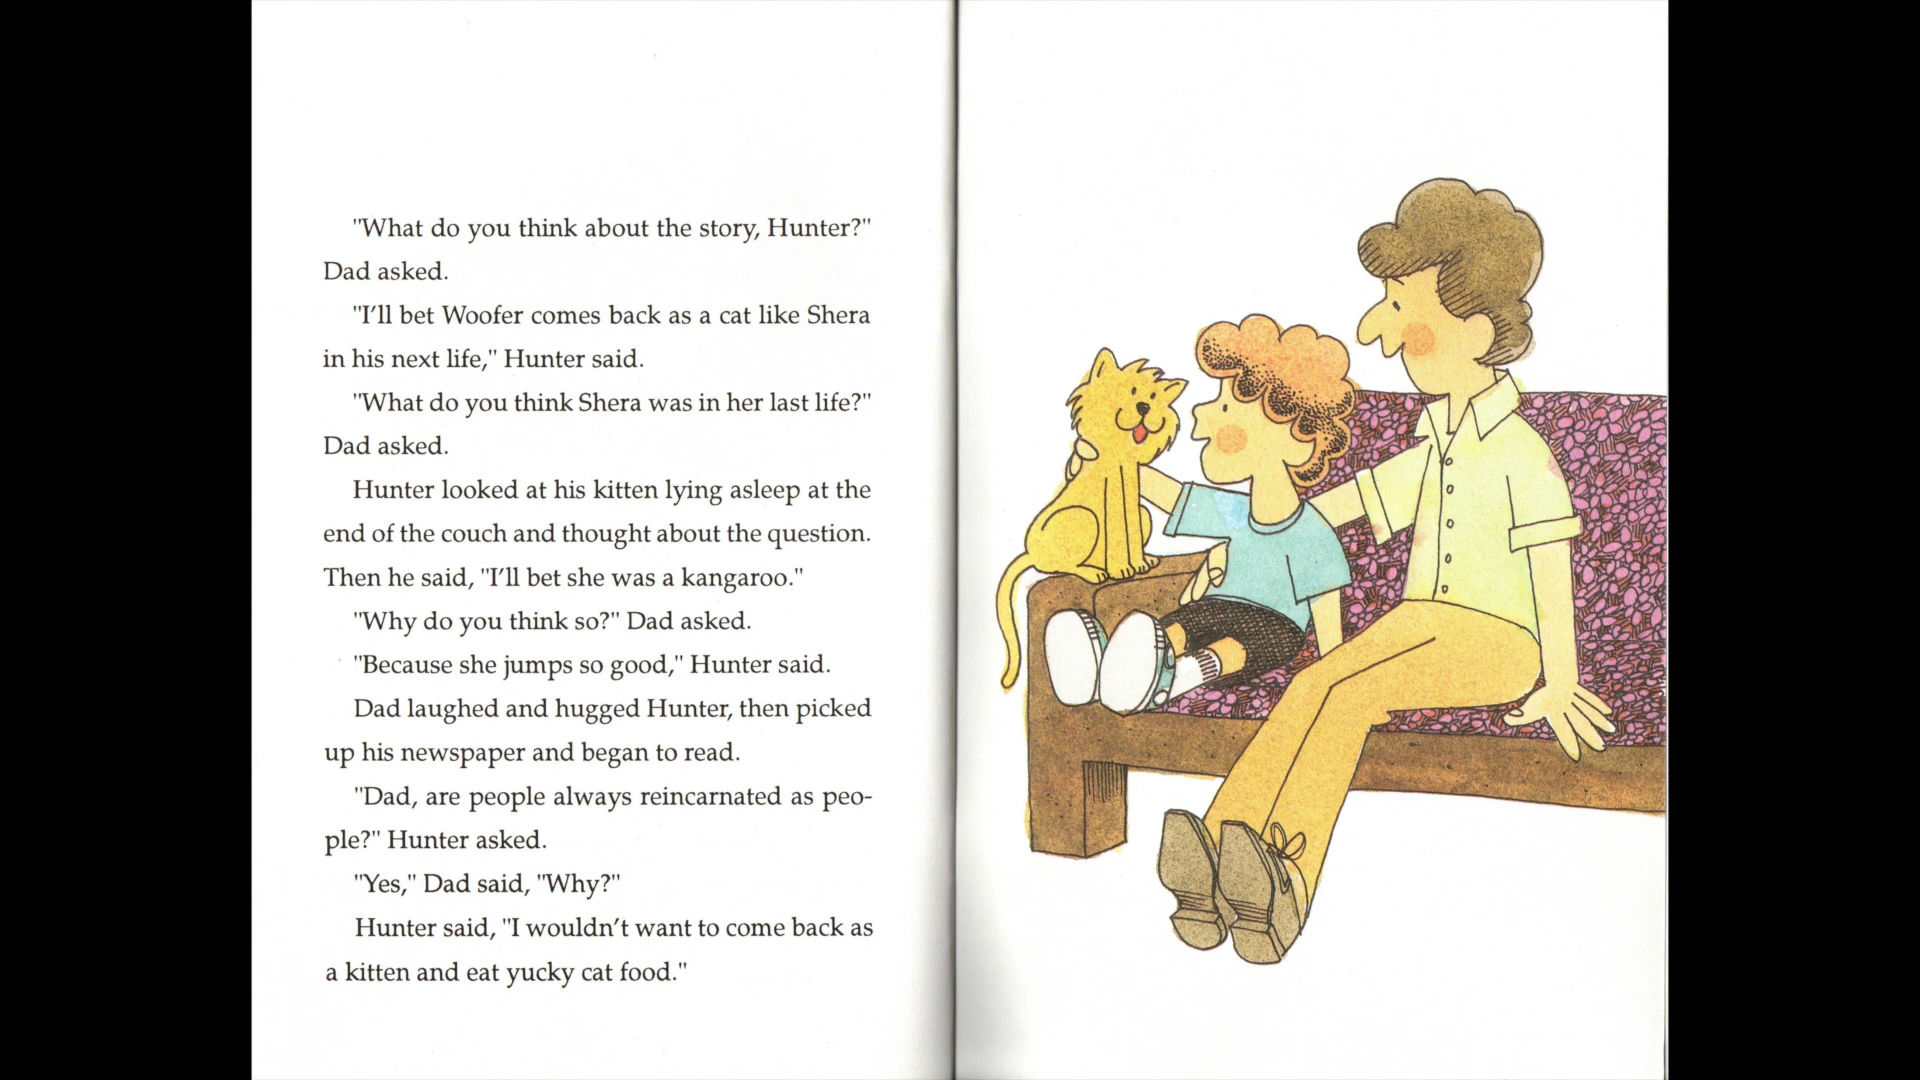 "What do you think about the story, Hunter?"
Dad asked.
"I'll bet Woofer comes back as a cat like Shera
in his next life," Hunter said.
"What do you think Shera was in her last life?"
Dad asked.
Hunter looked at his kitten lying asleep at the
end of the couch and thought about the question.
Then he said, "I'll bet she was a kangaroo."
"Why do you think so?" Dad asked.
"Because she jumps so good," Hunter said.
Dad laughed and hugged Hunter, then picked
up his newspaper and began to read.
"Dad, are people always reincarnated as peo-
ple?" Hunter asked.
"Yes," Dad said, "Why?"
Hunter said, "I wouldn't want to come back as
a kitten and eat yucky cat food."